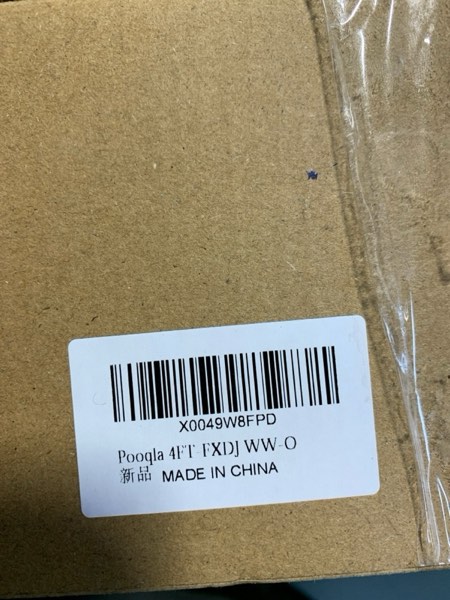 X0049W8FPD
Pooqla 4FT-FXDJ WW-O
新品 MADE IN CHINA